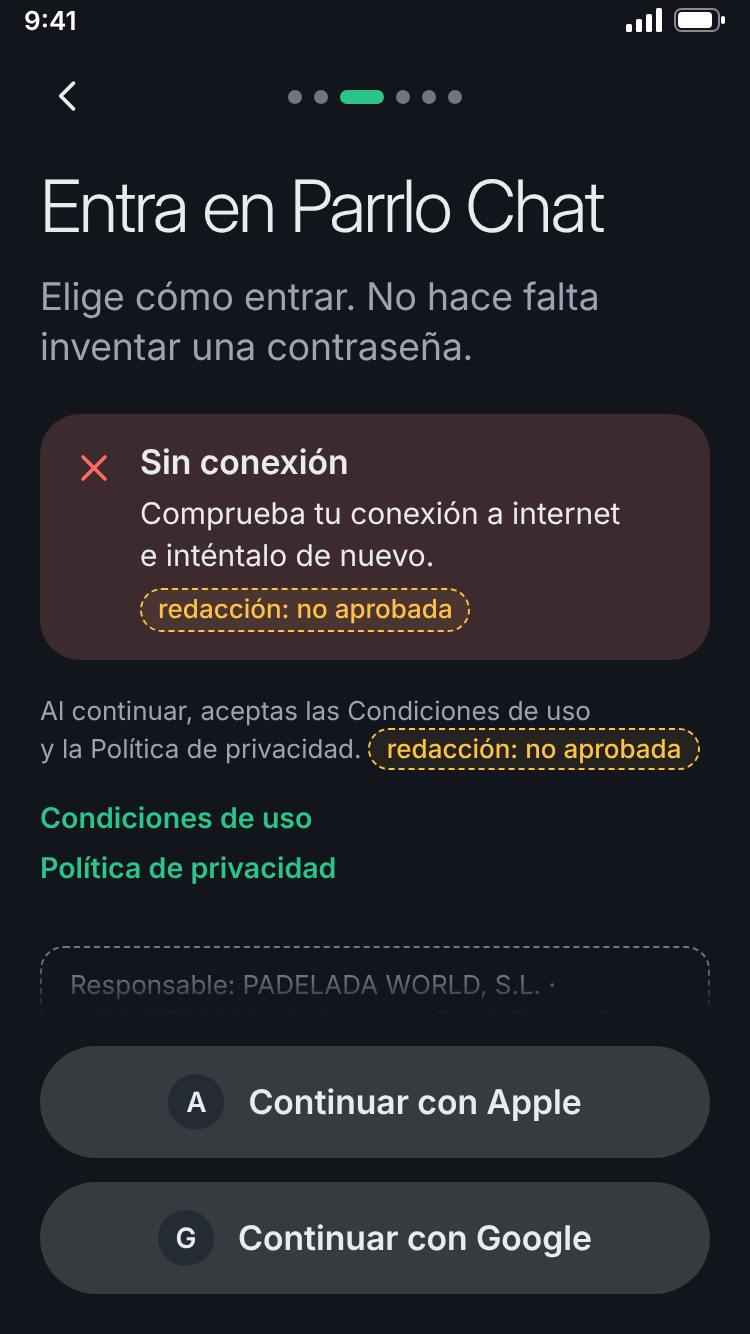 9:41
Entra en Parrlo Chat
Elige cómo entrar. No hace falta
inventar una contraseña.
Sin conexión
Comprueba tu conexión a internet
e inténtalo de nuevo.
redacción: no aprobada
Al continuar, aceptas las Condiciones de uso
y la Política de privacidad. redacción: no aprobada
Condiciones de uso
Política de privacidad
Responsable: PADELADA WORLD, S.L. ·
A Continuar con Apple
G Continuar con Google